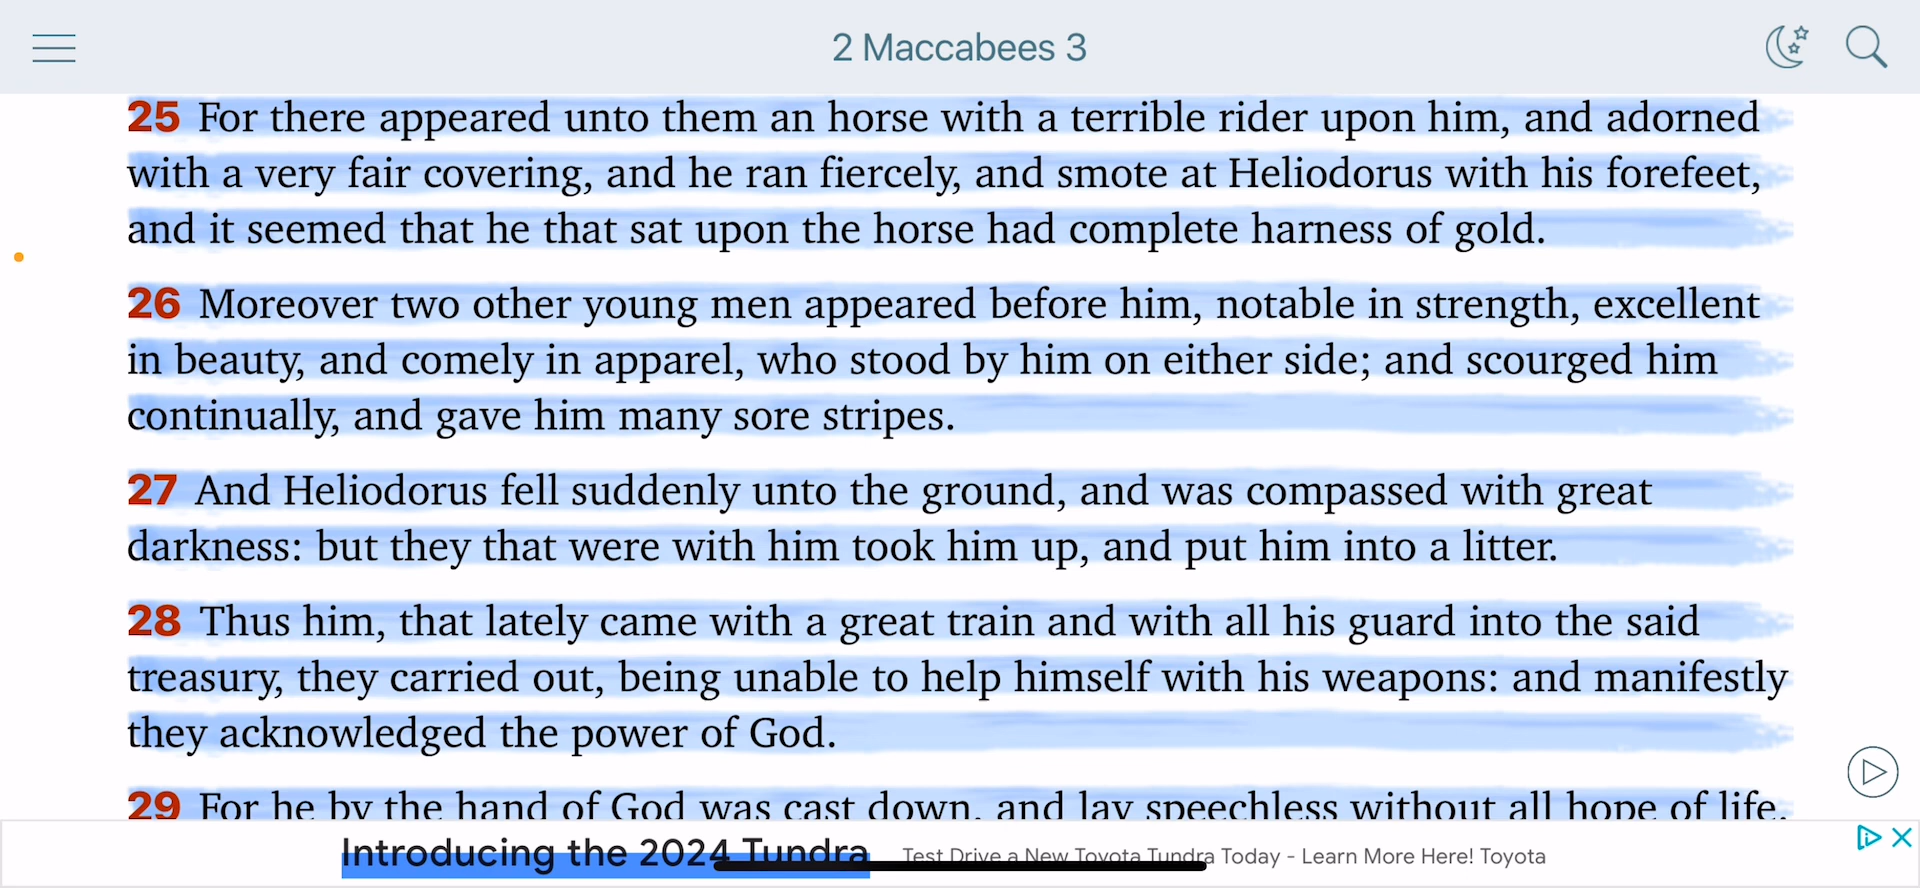 2 Maccabees 3
25 For there appeared unto them an horse with a terrible rider upon him, and adorned
with a very fair covering, and he ran fiercely, and smote at Heliodorus with his forefeet,
and it seemed that he that sat upon the horse had complete harness of gold.
26 Moreover two other young men appeared before him, notable in strength, excellent
in beauty, and comely in apparel, who stood by him on either side; and scourged him
continually, and gave him many sore stripes.
27 And Heliodorus fell suddenly unto the ground, and was compassed with great
darkness: but they that were with him took him up, and put him into a litter.
28 Thus him, that lately came with a great train and with all his guard into the said
treasury, they carried out, being unable to help himself with his weapons: and manifestly
they acknowledged the power of God.
29 For he by the hand of God was cast down, and lay speechless without all hope of life.
Introducing the 2024 Tundra Test Drive a New Toyota Tundra Today - Learn More Here! Toyota